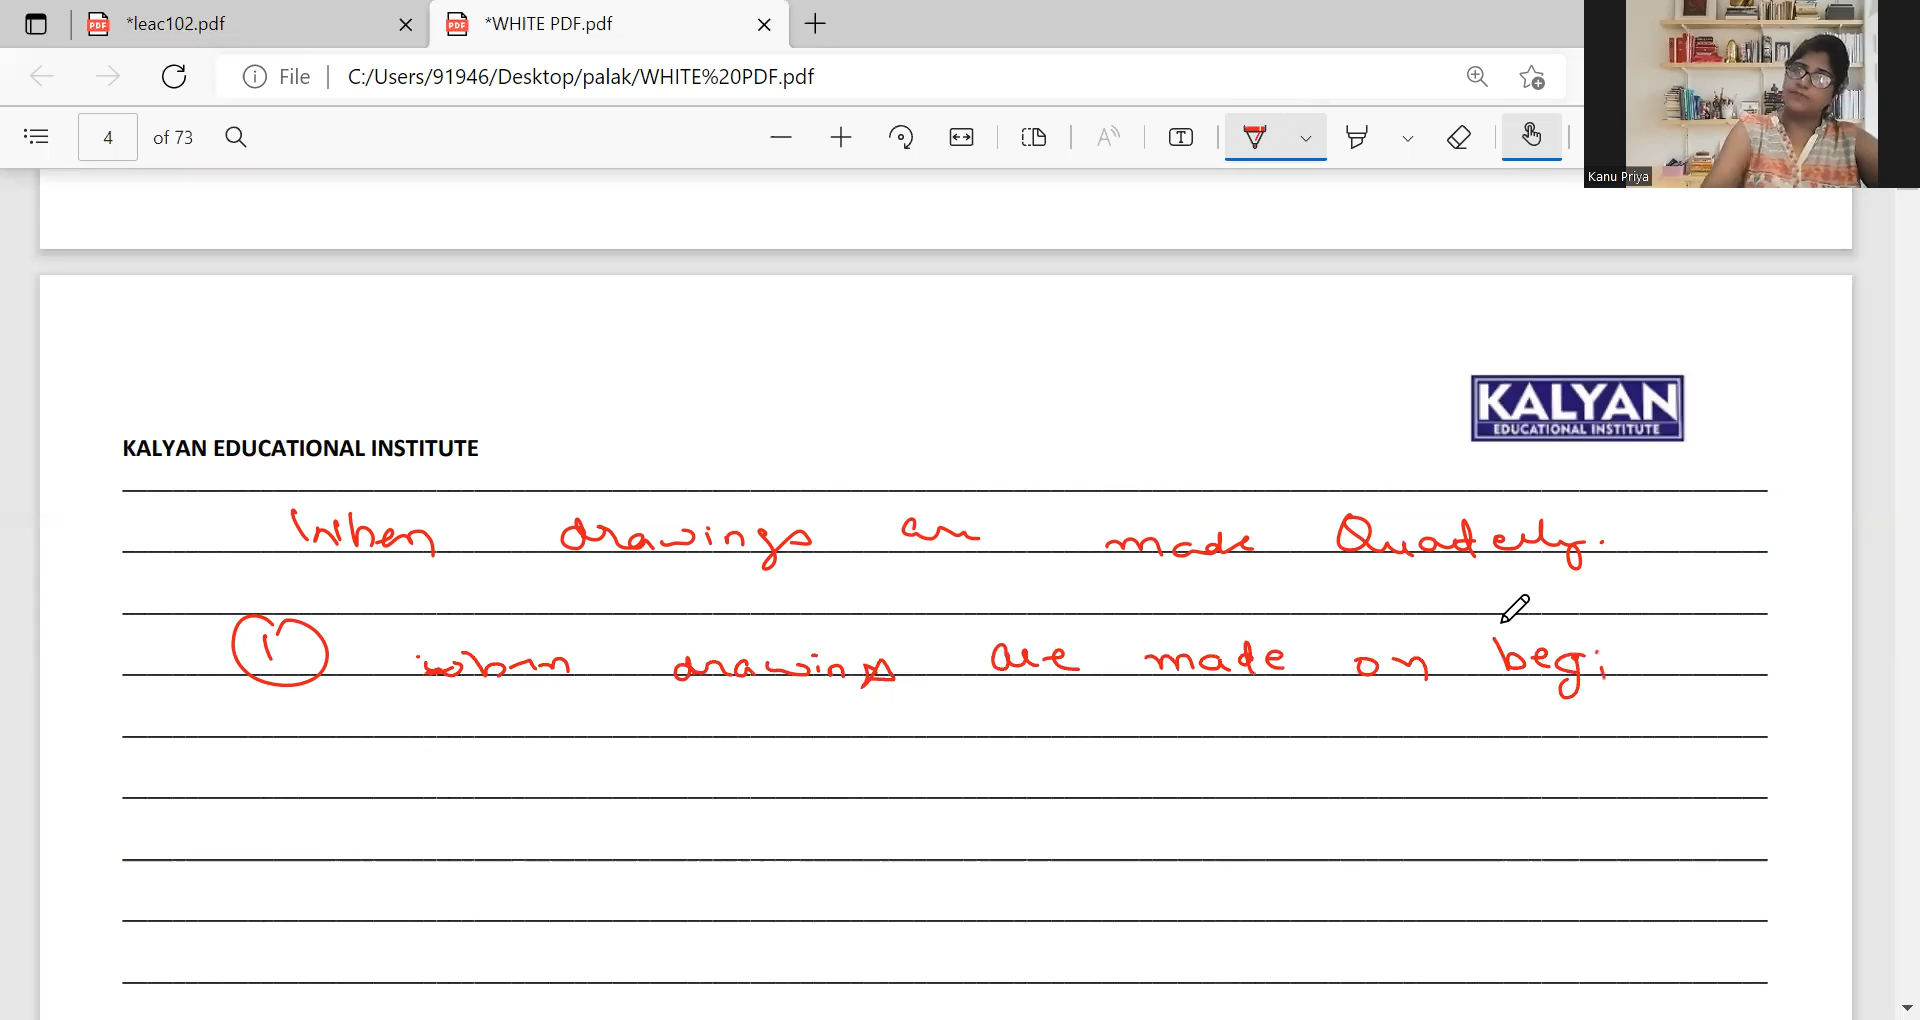 *leac102.pdf
*WHITE PDF.pdf
File
C:/Users/91946/Desktop/palak/WHITE%20PDF.pdf
4 of 73
Kanu Priya
KALYAN
EDUCATIONAL INSTITUTE
KALYAN EDUCATIONAL INSTITUTE
When drawings are made Quaterly.
1 when drawings are made on begi